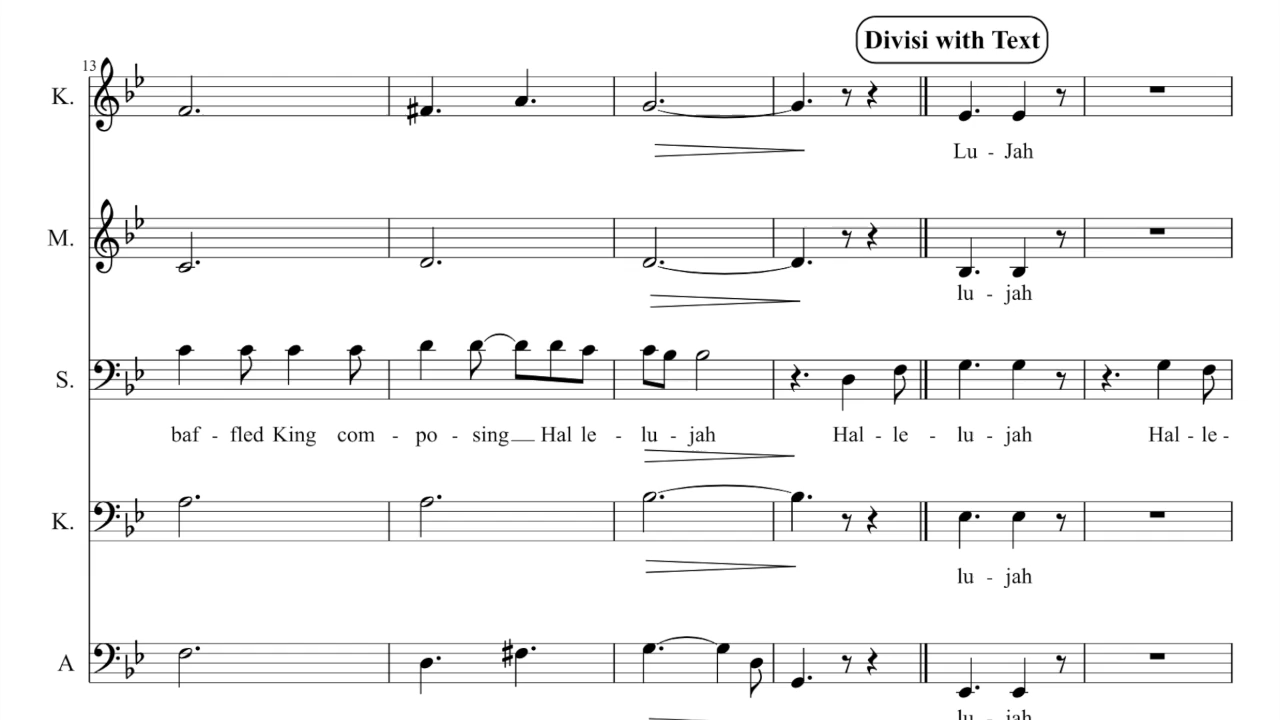 Divisi with Text
13
K.
Lu - Jah
M.
lu - jah
S.
baf - fled King com - po - sing__ Hal le - lu - jah Hal - le - lu - jah Hal - le -
K.
lu - jah
A
lu - jah